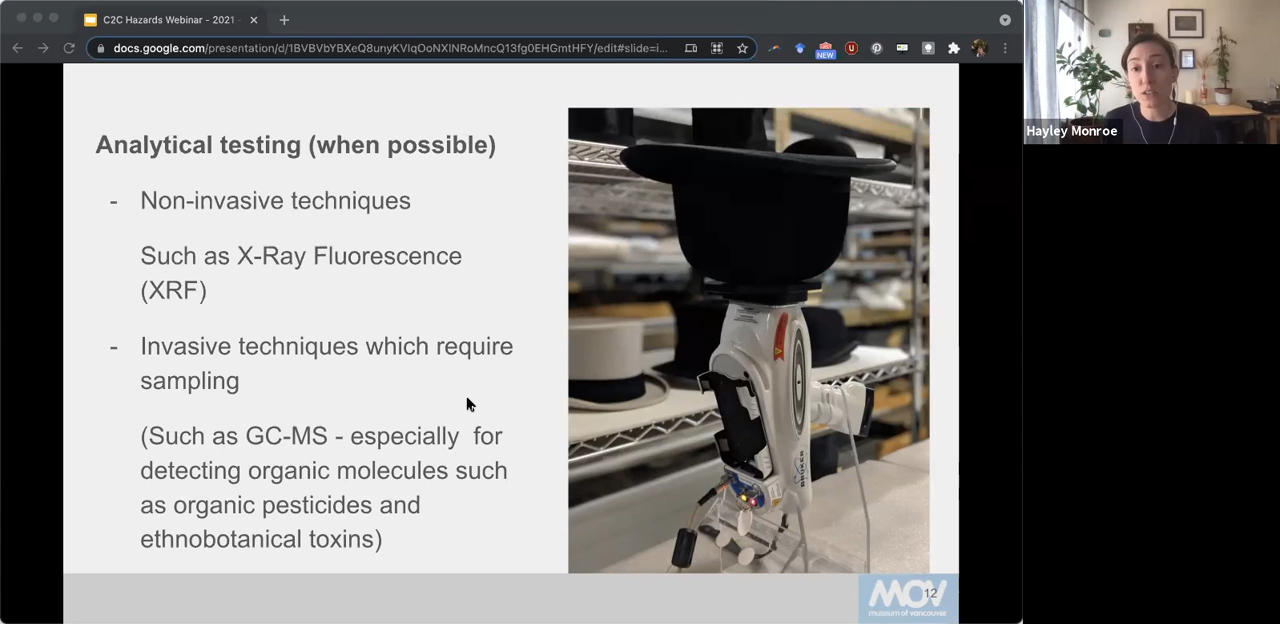 C2C Hazards Webinar - 2021 -
docs.google.com/presentation/d/1BVBVbYBXeQ8unyKVlqOoNXlNRoMncQ13fg0EHGmtHFY/edit#slide=i...
NEW
Hayley Monroe
Analytical testing (when possible)
- Non-invasive techniques
Such as X-Ray Fluorescence
(XRF)
- Invasive techniques which require
sampling
(Such as GC-MS - especially for
detecting organic molecules such
as organic pesticides and
ethnobotanical toxins)
BRUKER
MOV
museum of vancouver
12